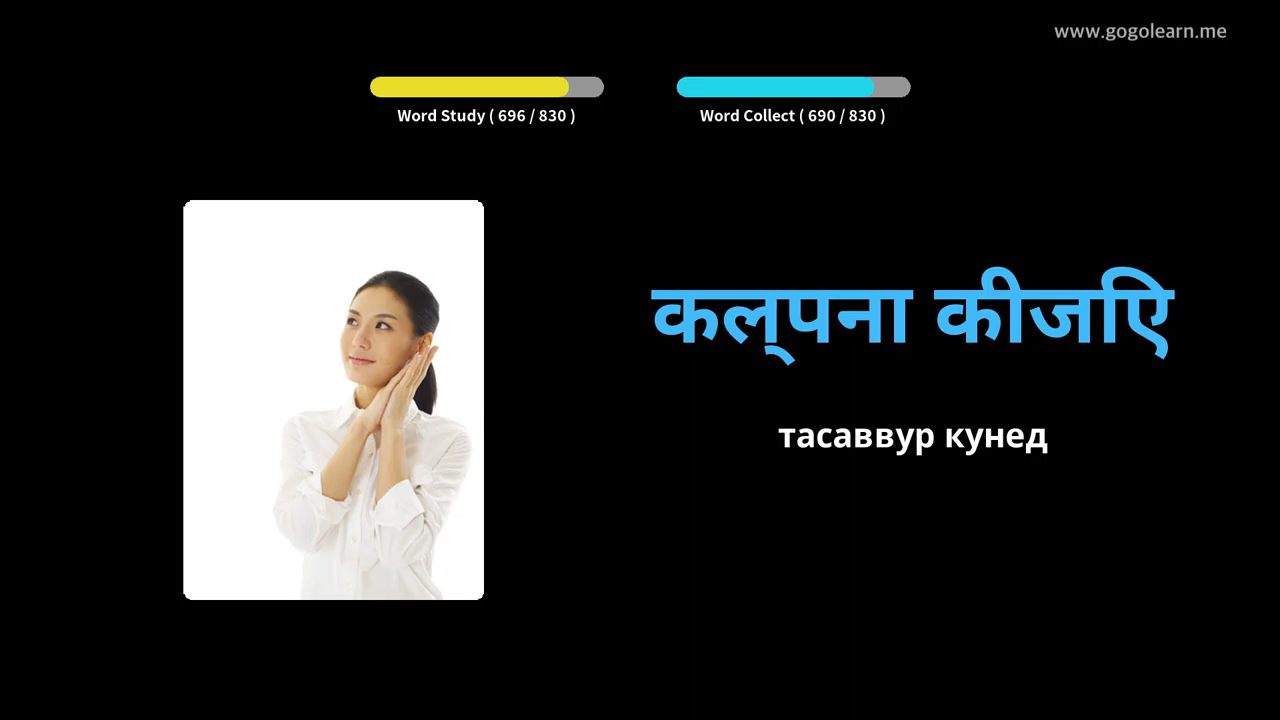 www.gogolearn.me
Word Study ( 696 / 830 )
Word Collect ( 690 / 830 )
कल्पना कीजिए
тасаввур кунед